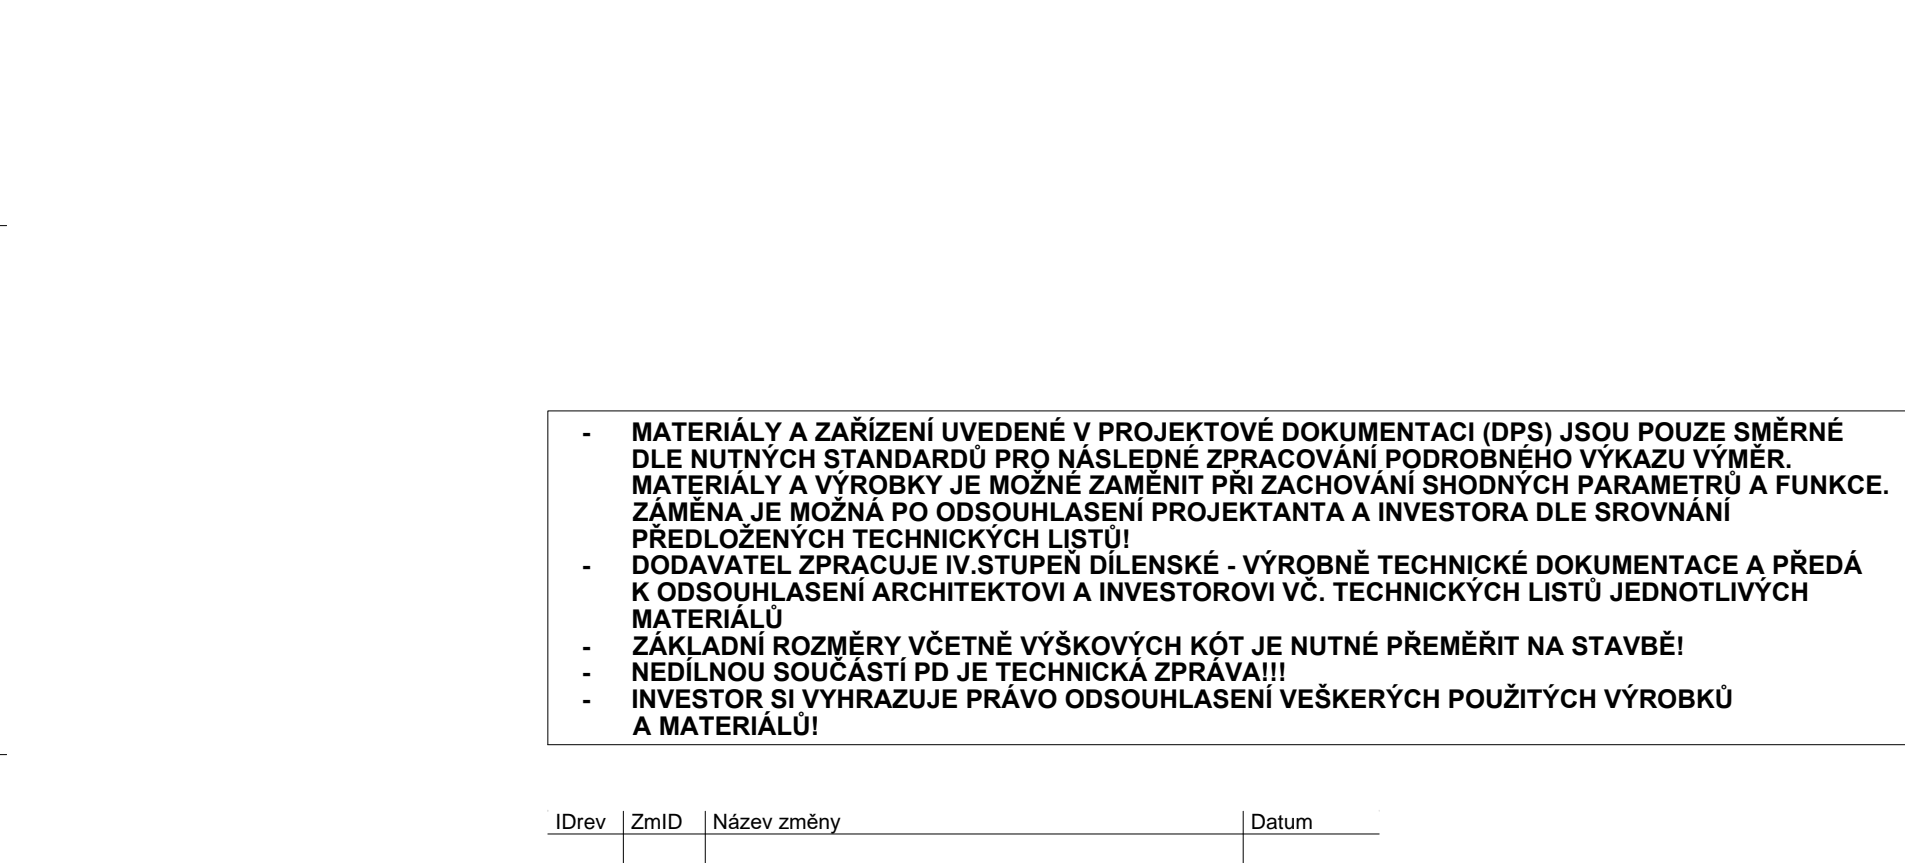 - MATERIÁLY A ZAŘÍZENÍ UVEDENÉ V PROJEKTOVÉ DOKUMENTACI (DPS) JSOU POUZE SMĚRNÉ
DLE NUTNÝCH STANDARDŮ PRO NÁSLEDNÉ ZPRACOVÁNÍ PODROBNÉHO VÝKAZU VÝMĚR.
MATERIÁLY A VÝROBKY JE MOŽNÉ ZAMĚNIT PŘI ZACHOVÁNÍ SHODNÝCH PARAMETRŮ A FUNKCE.
ZÁMĚNA JE MOŽNÁ PO ODSOUHLASENÍ PROJEKTANTA A INVESTORA DLE SROVNÁNÍ
PŘEDLOŽENÝCH TECHNICKÝCH LISTŮ!
- DODAVATEL ZPRACUJE IV.STUPEŇ DÍLENSKÉ - VÝROBNĚ TECHNICKÉ DOKUMENTACE A PŘEDÁ
K ODSOUHLASENÍ ARCHITEKTOVI A INVESTOROVI VČ. TECHNICKÝCH LISTŮ JEDNOTLIVÝCH
MATERIÁLŮ
- ZÁKLADNÍ ROZMĚRY VČETNĚ VÝŠKOVÝCH KÓT JE NUTNÉ PŘEMĚŘIT NA STAVBĚ!
- NEDÍLNOU SOUČÁSTÍ PD JE TECHNICKÁ ZPRÁVA!!!
- INVESTOR SI VYHRAZUJE PRÁVO ODSOUHLASENÍ VEŠKERÝCH POUŽITÝCH VÝROBKŮ
A MATERIÁLŮ!
IDrev ZmID Název změny Datum